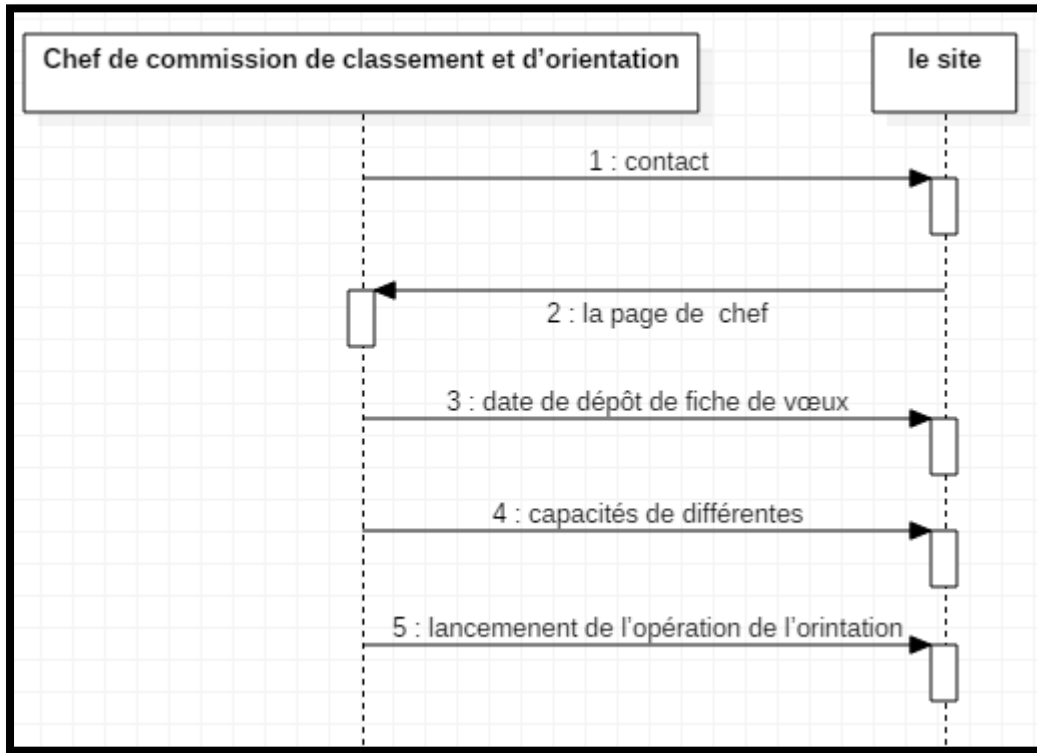 Chef de commission de classement et d'orientation
le site
1 : contact
2 : la page de  chef
3 : date de dépôt de fiche de vœux
4 : capacités de différentes
5 : lancemenent de l'opération de l'orintation